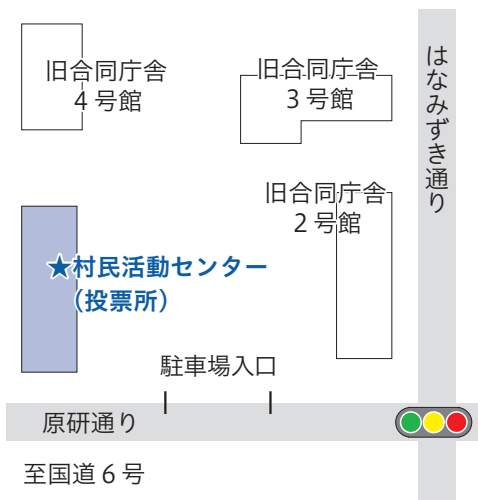 旧合同庁舎
4号館
旧合同庁舎
3号館
はなみずき通り
旧合同庁舎
2号館
★村民活動センター
（投票所）
駐車場入口
原研通り
至国道6号